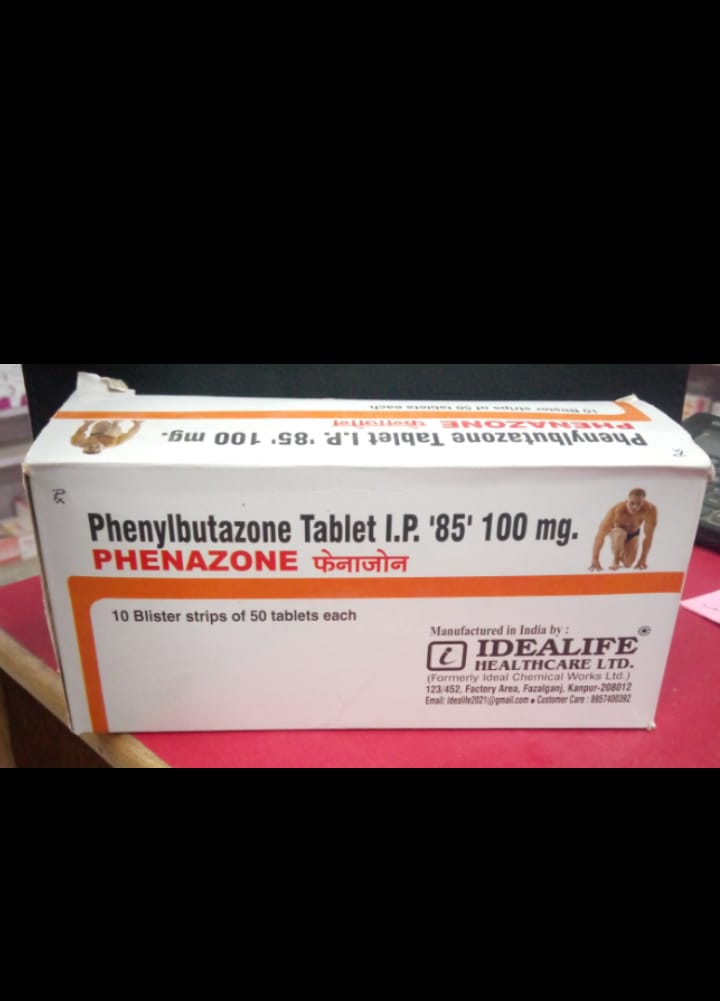 10 Blister strips of 50 tablets each
PHENAZONE फेनाजोन
Phenylbutazone Tablet I.P. '85' 100 mg.
Rx
Rx
Phenylbutazone Tablet I.P. '85' 100 mg.
PHENAZONE फेनाजोन
10 Blister strips of 50 tablets each
Manufactured in India by :
i IDEALIFE
HEALTHCARE LTD.
(Formerly Ideal Chemical Works Ltd.)
123/452, Factory Area, Fazalganj, Kanpur-208012
Email: Idealife2021@gmail.com ● Customer Care : 8957400392